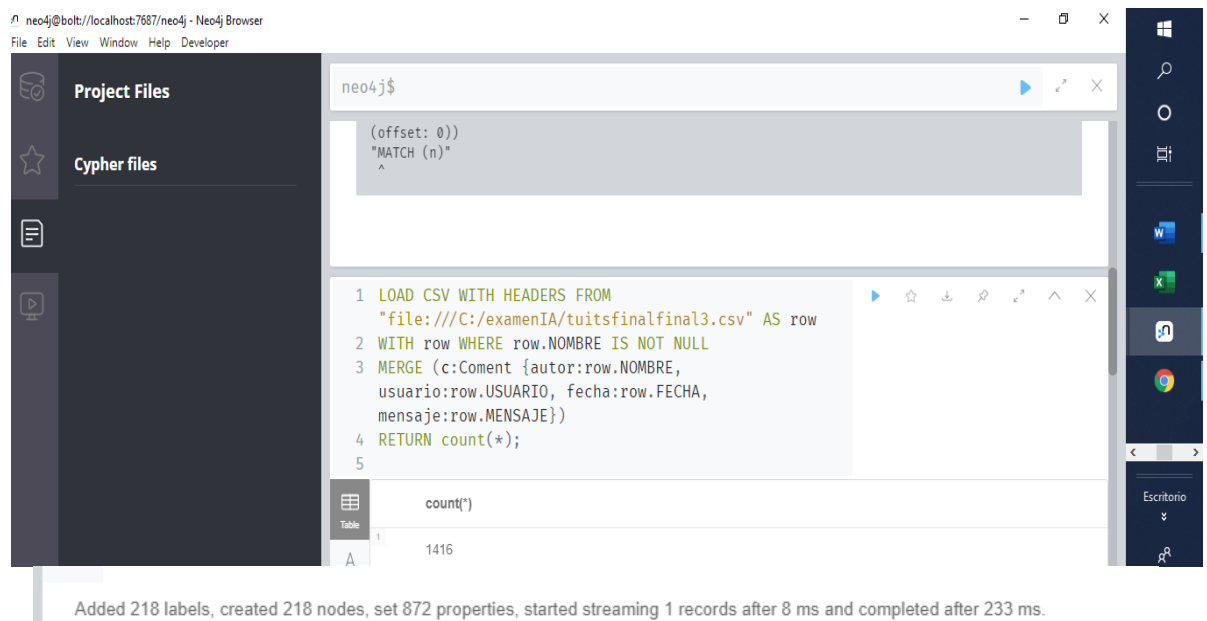 neo4j@bolt://localhost:7687/neo4j - Neo4j Browser
File Edit View Window Help Developer
Project Files
Cypher files
neo4j$
(offset: 0))
"MATCH (n)"
^
1 LOAD CSV WITH HEADERS FROM
"file:///C:/examenIA/tuitsfinalfinal3.csv" AS row
2 WITH row WHERE row.NOMBRE IS NOT NULL
3 MERGE (c:Coment {autor:row.NOMBRE,
usuario:row.USUARIO, fecha:row.FECHA,
mensaje:row.MENSAJE})
4 RETURN count(*);
5
Table
count(*)
1
1416
A
Escritorio
Added 218 labels, created 218 nodes, set 872 properties, started streaming 1 records after 8 ms and completed after 233 ms.